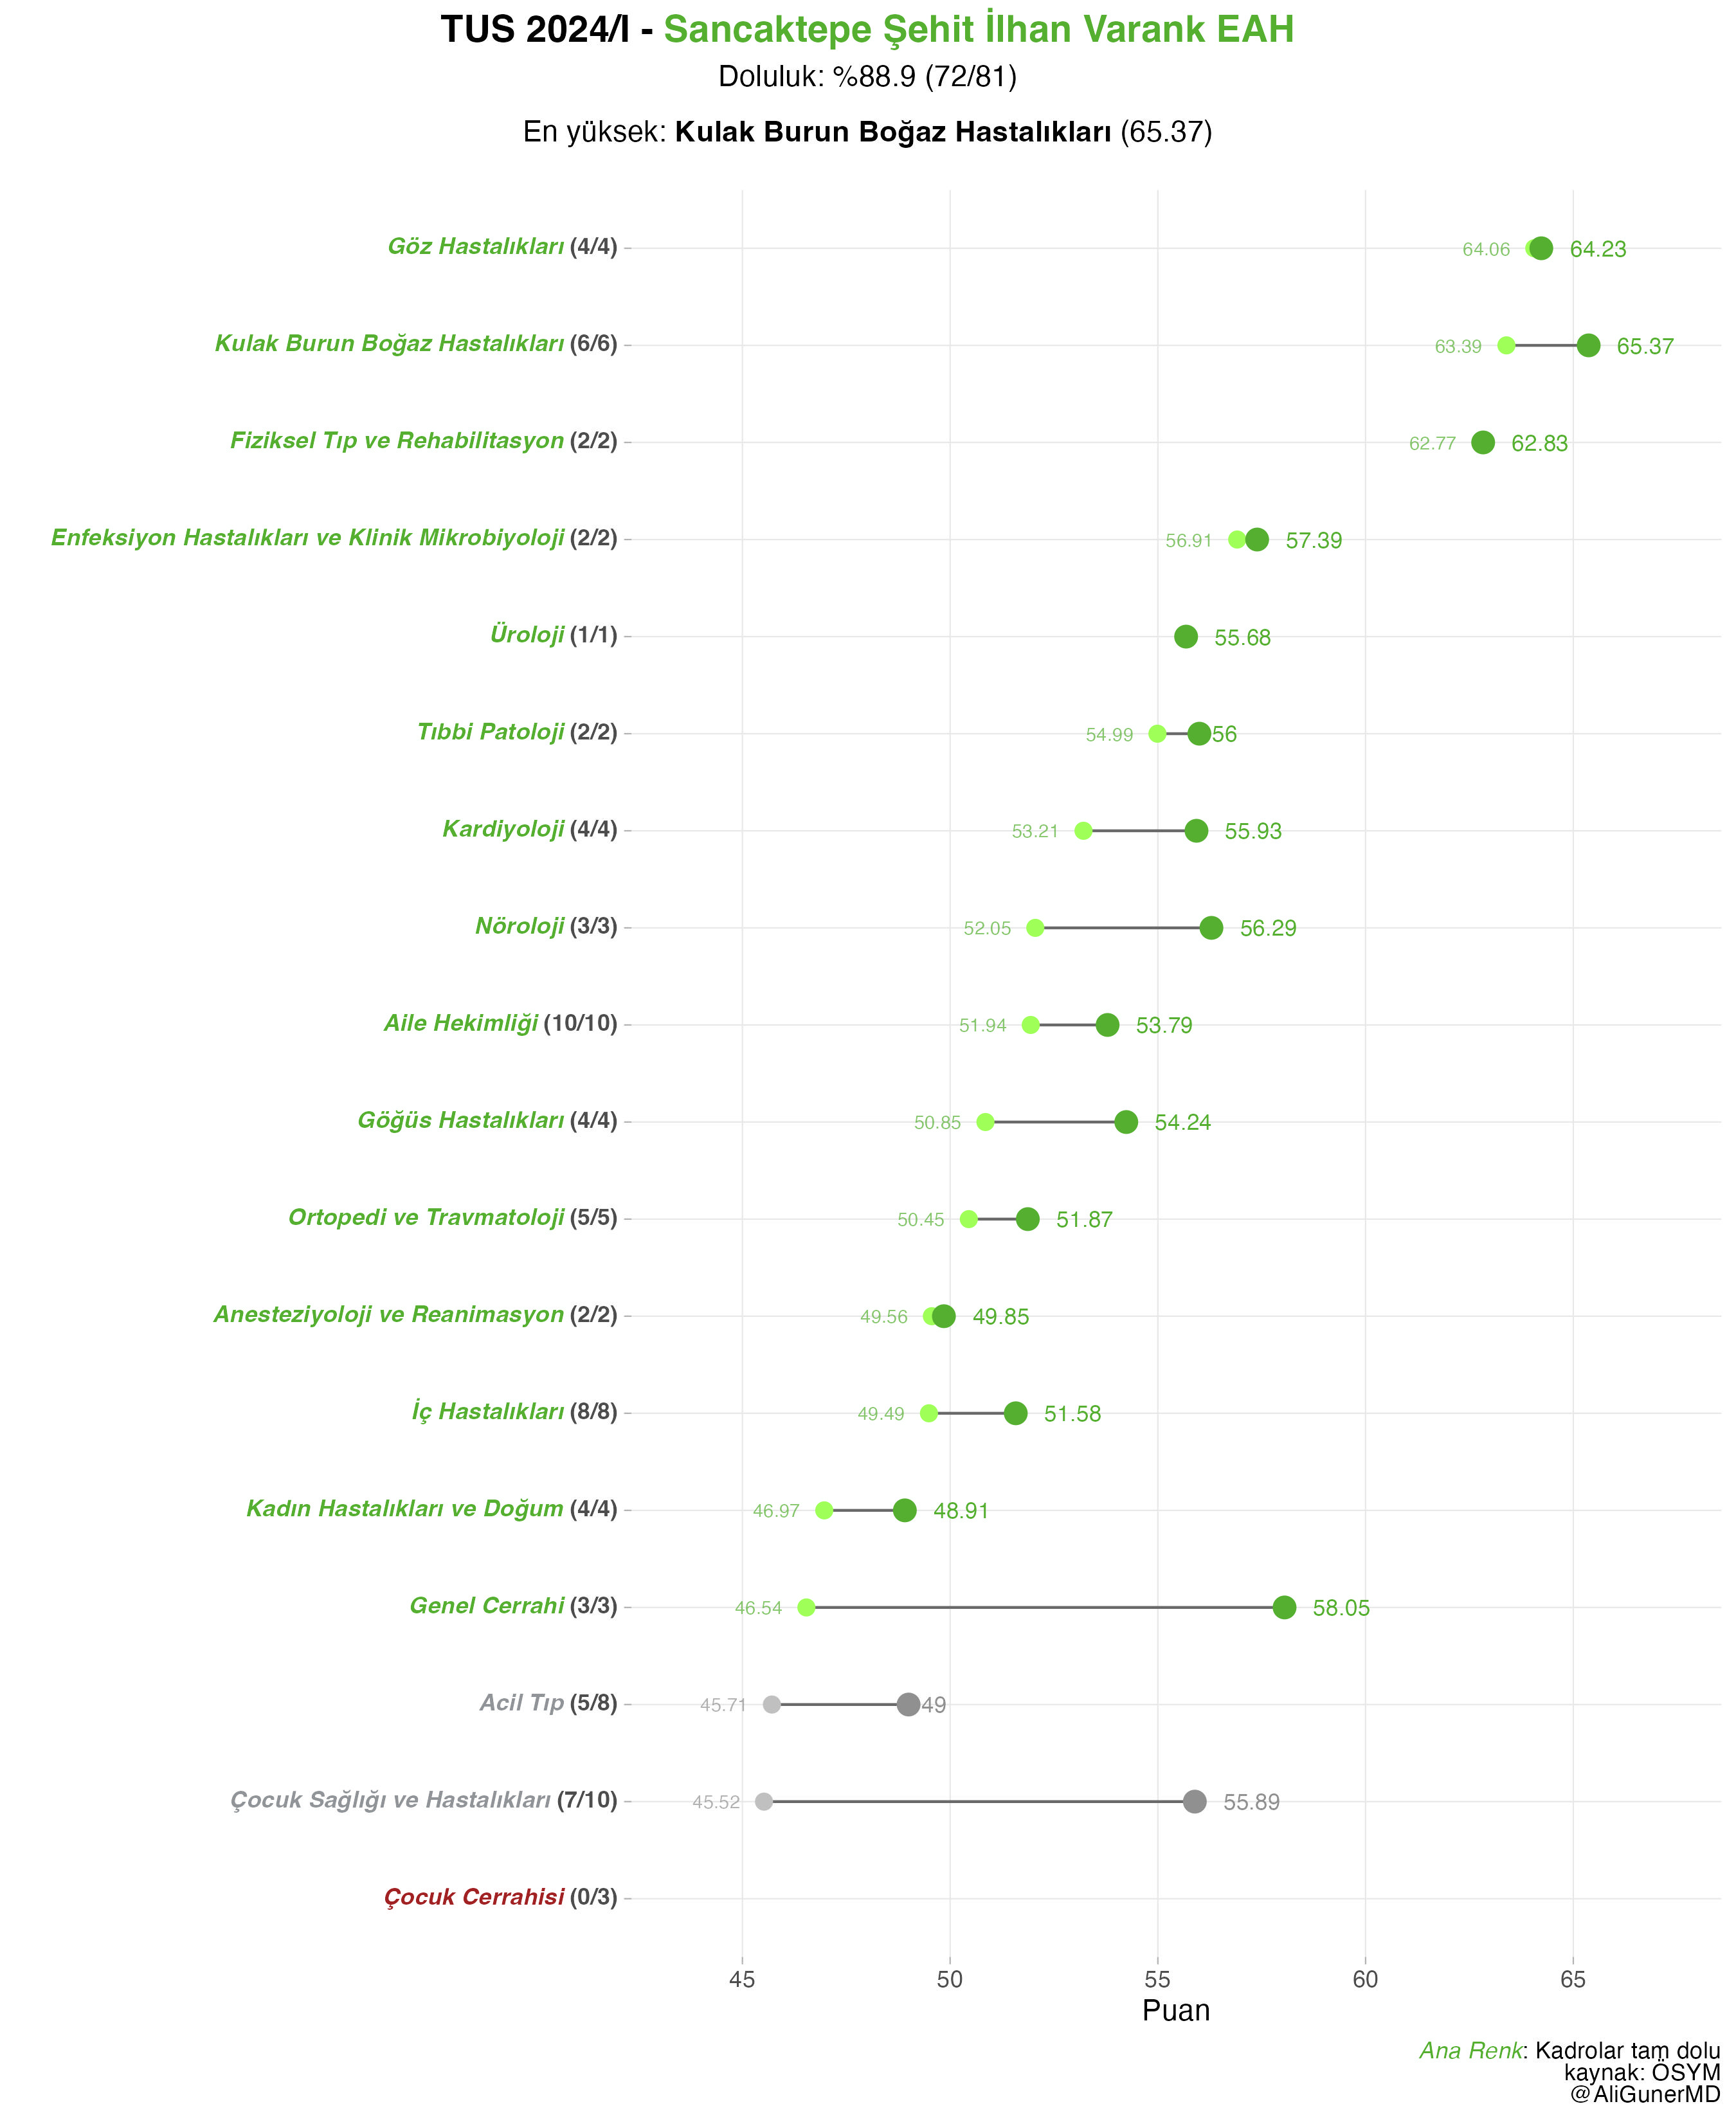 TUS 2024/I - Sancaktepe Şehit İlhan Varank EAH
Doluluk: %88.9 (72/81)
En yüksek: Kulak Burun Boğaz Hastalıkları (65.37)
Göz Hastalıkları (4/4) 64.06 64.23
Kulak Burun Boğaz Hastalıkları (6/6) 63.39 65.37
Fiziksel Tıp ve Rehabilitasyon (2/2) 62.77 62.83
Enfeksiyon Hastalıkları ve Klinik Mikrobiyoloji (2/2) 56.91 57.39
Üroloji (1/1) 55.68
Tıbbi Patoloji (2/2) 54.99 56
Kardiyoloji (4/4) 53.21 55.93
Nöroloji (3/3) 52.05 56.29
Aile Hekimliği (10/10) 51.94 53.79
Göğüs Hastalıkları (4/4) 50.85 54.24
Ortopedi ve Travmatoloji (5/5) 50.45 51.87
Anesteziyoloji ve Reanimasyon (2/2) 49.56 49.85
İç Hastalıkları (8/8) 49.49 51.58
Kadın Hastalıkları ve Doğum (4/4) 46.97 48.91
Genel Cerrahi (3/3) 46.54 58.05
Acil Tıp (5/8) 45.71 49
Çocuk Sağlığı ve Hastalıkları (7/10) 45.52 55.89
Çocuk Cerrahisi (0/3)
45 50 55 60 65
Puan
Ana Renk: Kadrolar tam dolu
kaynak: ÖSYM
@AliGunerMD